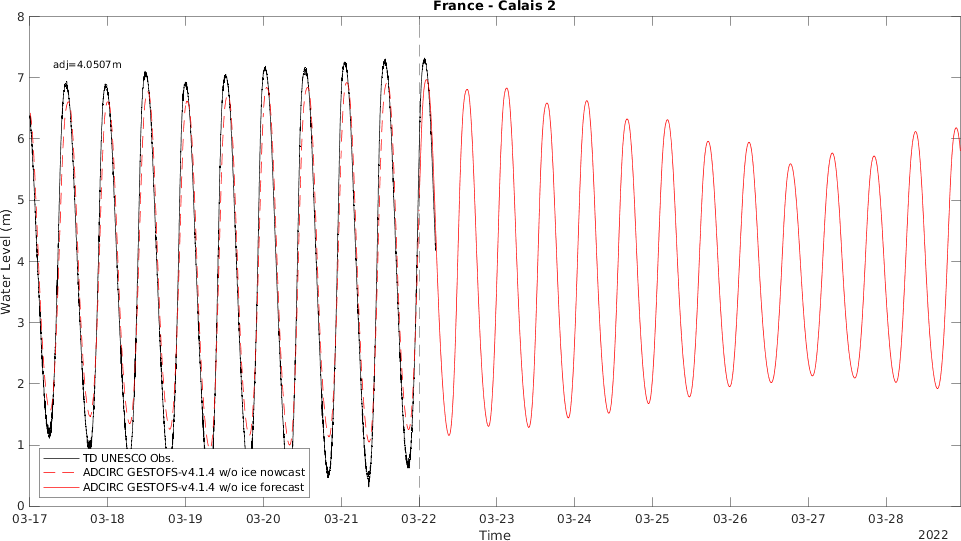 France - Calais 2
adj=4.0507m
Water Level (m)
8
7
6
5
4
3
2
1
0
TD UNESCO Obs.
ADCIRC GESTOFS-v4.1.4 w/o ice nowcast
ADCIRC GESTOFS-v4.1.4 w/o ice forecast
03-17 03-18 03-19 03-20 03-21 03-22 03-23 03-24 03-25 03-26 03-27 03-28
Time
2022